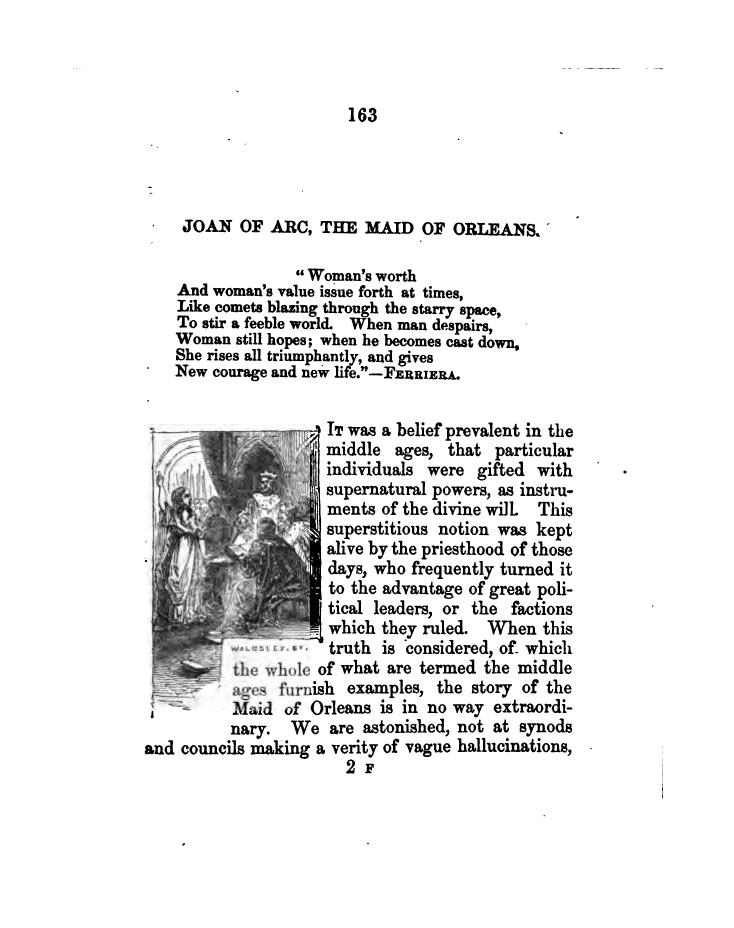 163
JOAN OF ARC, THE MAID OF ORLEANS.
“ Woman's worth
And woman's value issue forth at times,
Like comets blazing through the starry space,
To stir a feeble world. When man despairs,
Woman still hopes; when he becomes cast down,
She rises all triumphantly, and gives
New courage and new life.”—FERRIERA.
IT was a belief prevalent in the
middle ages, that particular
individuals were gifted with
supernatural powers, as instru-
ments of the divine will. This
superstitious notion was kept
alive by the priesthood of those
days, who frequently turned it
to the advantage of great poli-
tical leaders, or the factions
which they ruled. When this
truth is considered, of which
the whole of what are termed the middle
ages furnish examples, the story of the
Maid of Orleans is in no way extraordi-
nary. We are astonished, not at synods
and councils making a verity of vague hallucinations,
2 F